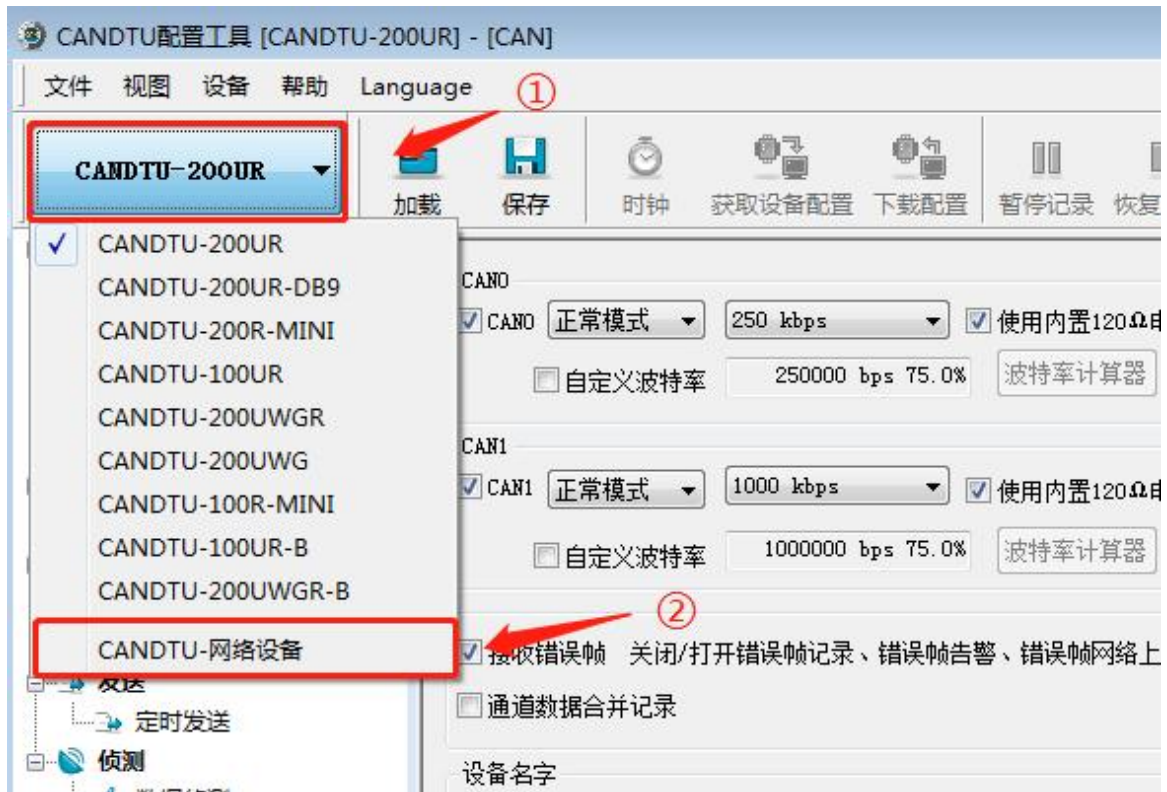 CANDTU配置工具 [CANDTU-200UR] - [CAN]
文件 视图 设备 帮助 Language ①
CANDTU-200UR
加载 保存 时钟 获取设备配置 下载配置 暂停记录 恢复
CANDTU-200UR
CANDTU-200UR-DB9
CANDTU-200R-MINI
CANDTU-100UR
CANDTU-200UWGR
CANDTU-200UWG
CANDTU-100R-MINI
CANDTU-100UR-B
CANDTU-200UWGR-B
CANDTU-网络设备
发送
定时发送
侦测
CAN0
CAN0 正常模式 250 kbps 使用内置120Ω
自定义波特率 250000 bps 75.0% 波特率计算器
CAN1
CAN1 正常模式 1000 kbps 使用内置120Ω
自定义波特率 1000000 bps 75.0% 波特率计算器
②
接收错误帧 关闭/打开错误帧记录、错误帧告警、错误帧网络上
通道数据合并记录
设备名字